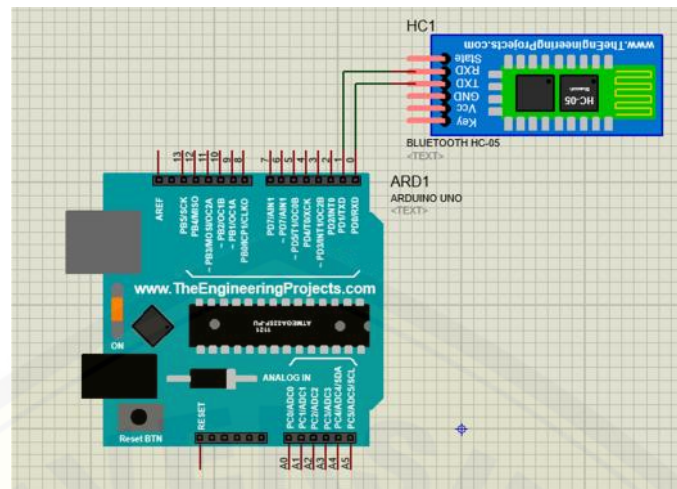 HC1
www.TheEngineeringProjects.com
State
RXD
TXD
GND
Vcc
Key
HC-05
Bluetooth
BLUETOOTH HC-05
<TEXT>
ARD1
ARDUINO UNO
<TEXT>
13
12
11
10
9
8
7
6
5
4
3
2
1
0
AREF
PB5/SCK
PB4/MISO
~ PB3/MOSI/OC2A
~ PB2/OC1B
~ PB1/OC1A
PB0/ICP1/CLKO
PD7/AIN1
~ PD7/AIN1
~ PD5/T1/OC0B
PD4/T0/XCK
~ PD3/INT1/OC2B
PD2/INT0
PD1/TXD
PD0/RXD
www.TheEngineeringProjects.com
1121
ATMEGA328P-PU
ON
ANALOG IN
Reset BTN
RESET
PC0/ADC0
PC1/ADC1
PC2/ADC2
PC3/ADC3
PC4/ADC4/SDA
PC5/ADC5/SCL
A0
A1
A2
A3
A4
A5